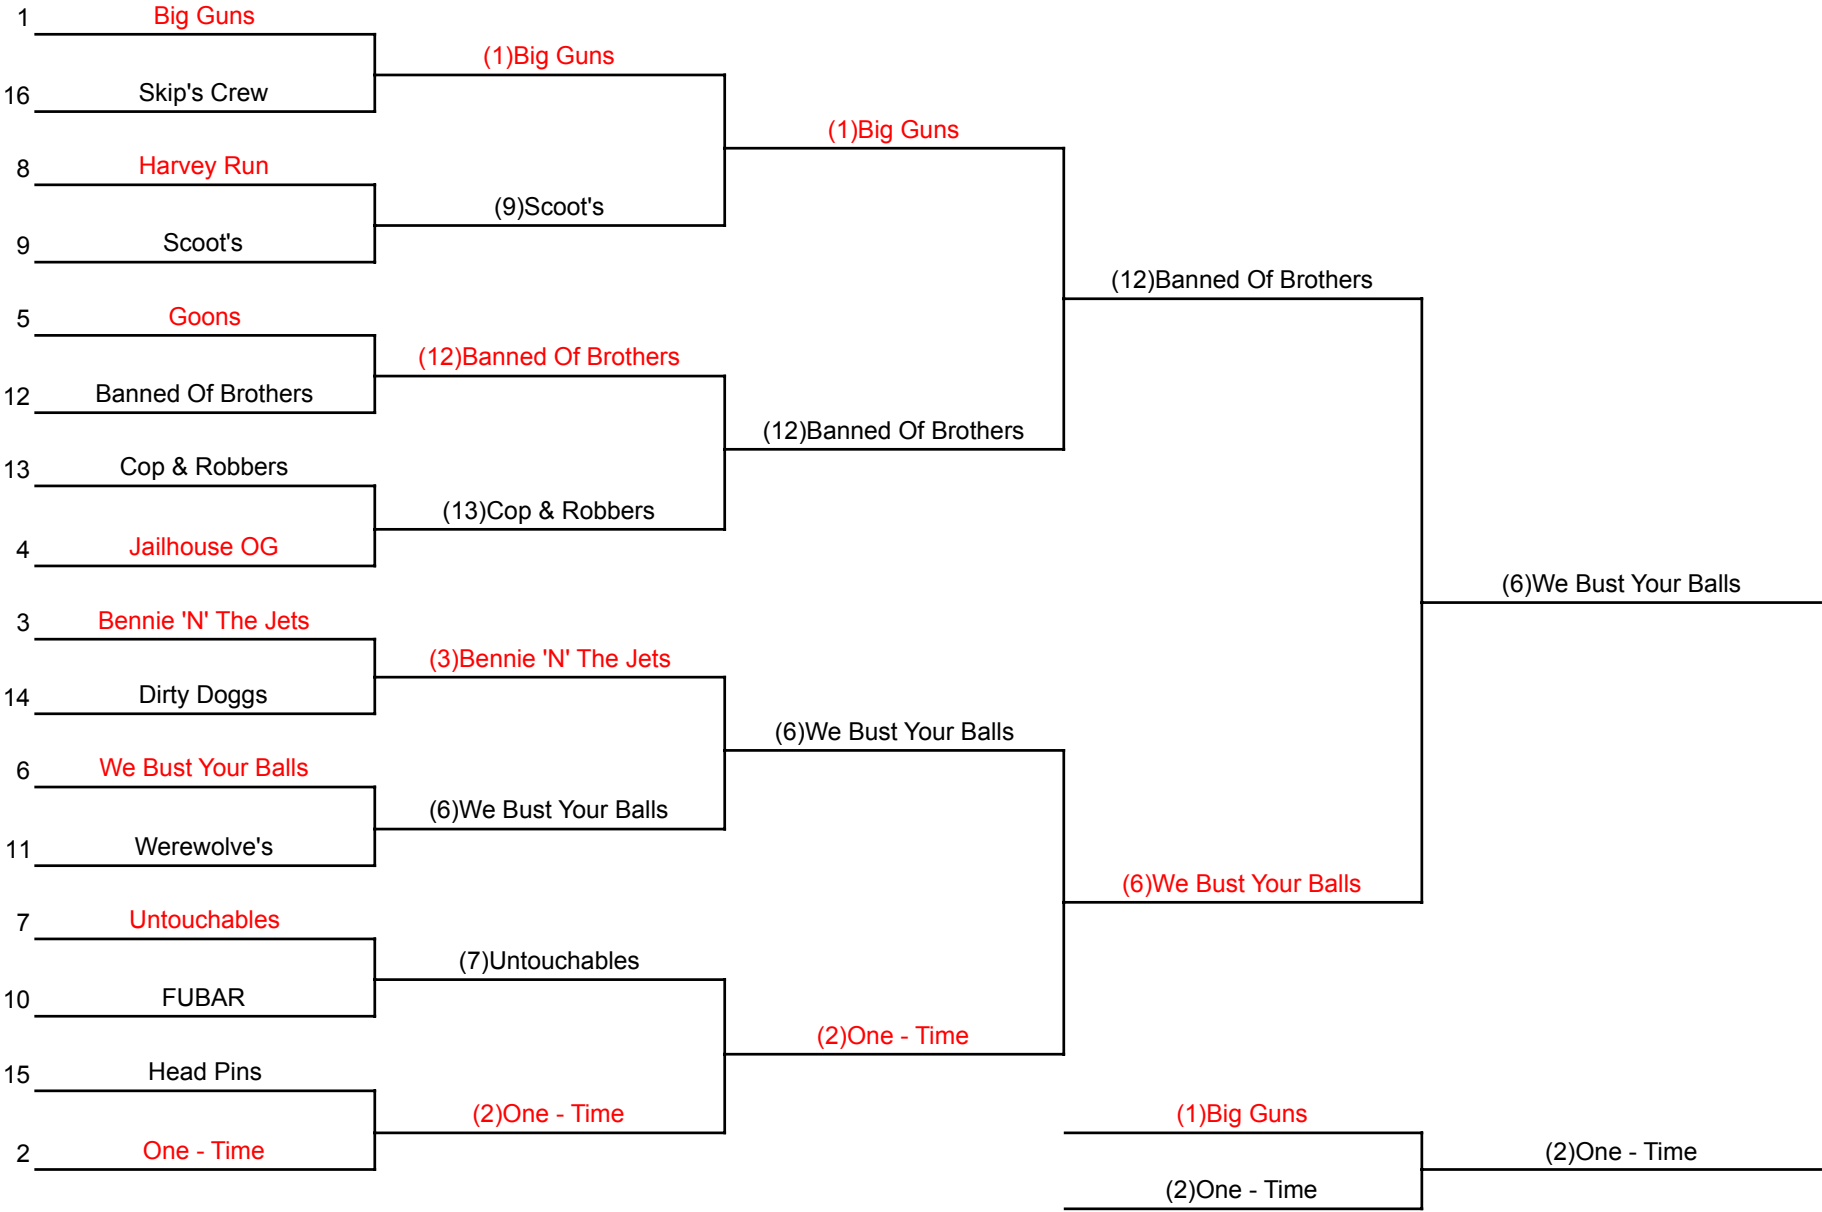 1 Big Guns
(1)Big Guns
16 Skip's Crew
(1)Big Guns
8 Harvey Run
(9)Scoot's
9 Scoot's
(12)Banned Of Brothers
5 Goons
(12)Banned Of Brothers
12 Banned Of Brothers
(12)Banned Of Brothers
13 Cop & Robbers
(13)Cop & Robbers
4 Jailhouse OG
(6)We Bust Your Balls
3 Bennie 'N' The Jets
(3)Bennie 'N' The Jets
14 Dirty Doggs
(6)We Bust Your Balls
6 We Bust Your Balls
(6)We Bust Your Balls
11 Werewolve's
(6)We Bust Your Balls
7 Untouchables
(7)Untouchables
10 FUBAR
(2)One - Time
15 Head Pins
(2)One - Time
(1)Big Guns
2 One - Time
(2)One - Time
(2)One - Time